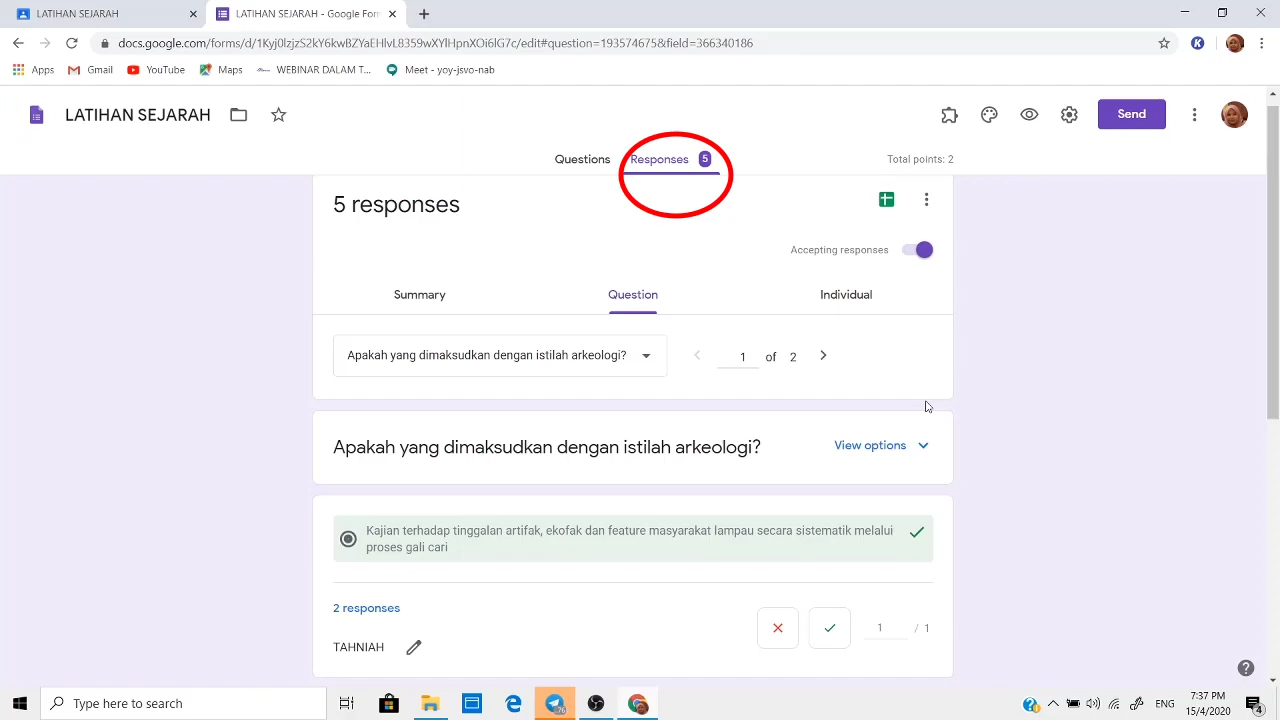 LATIHAN SEJARAH
LATIHAN SEJARAH - Google For
docs.google.com/forms/d/1Kyj0lzjzS2kY6kwBZYaEHlvL8359wXYlHpnXOidlG7c/edit#question=193574675&field=366340186
Apps Gmail YouTube Maps WEBINAR DALAM T... Meet - yoy-jsvo-nab
LATIHAN SEJARAH
Send
Questions Responses 5 Total points: 2
5 responses
Accepting responses
Summary Question Individual
Apakah yang dimaksudkan dengan istilah arkeologi? 1 of 2
Apakah yang dimaksudkan dengan istilah arkeologi? View options
Kajian terhadap tinggalan artifak, ekofak dan feature masyarakat lampau secara sistematik melalui
proses gali cari
2 responses
1 / 1
TAHNIAH
Type here to search
76
ENG
7:37 PM
15/4/2020
4